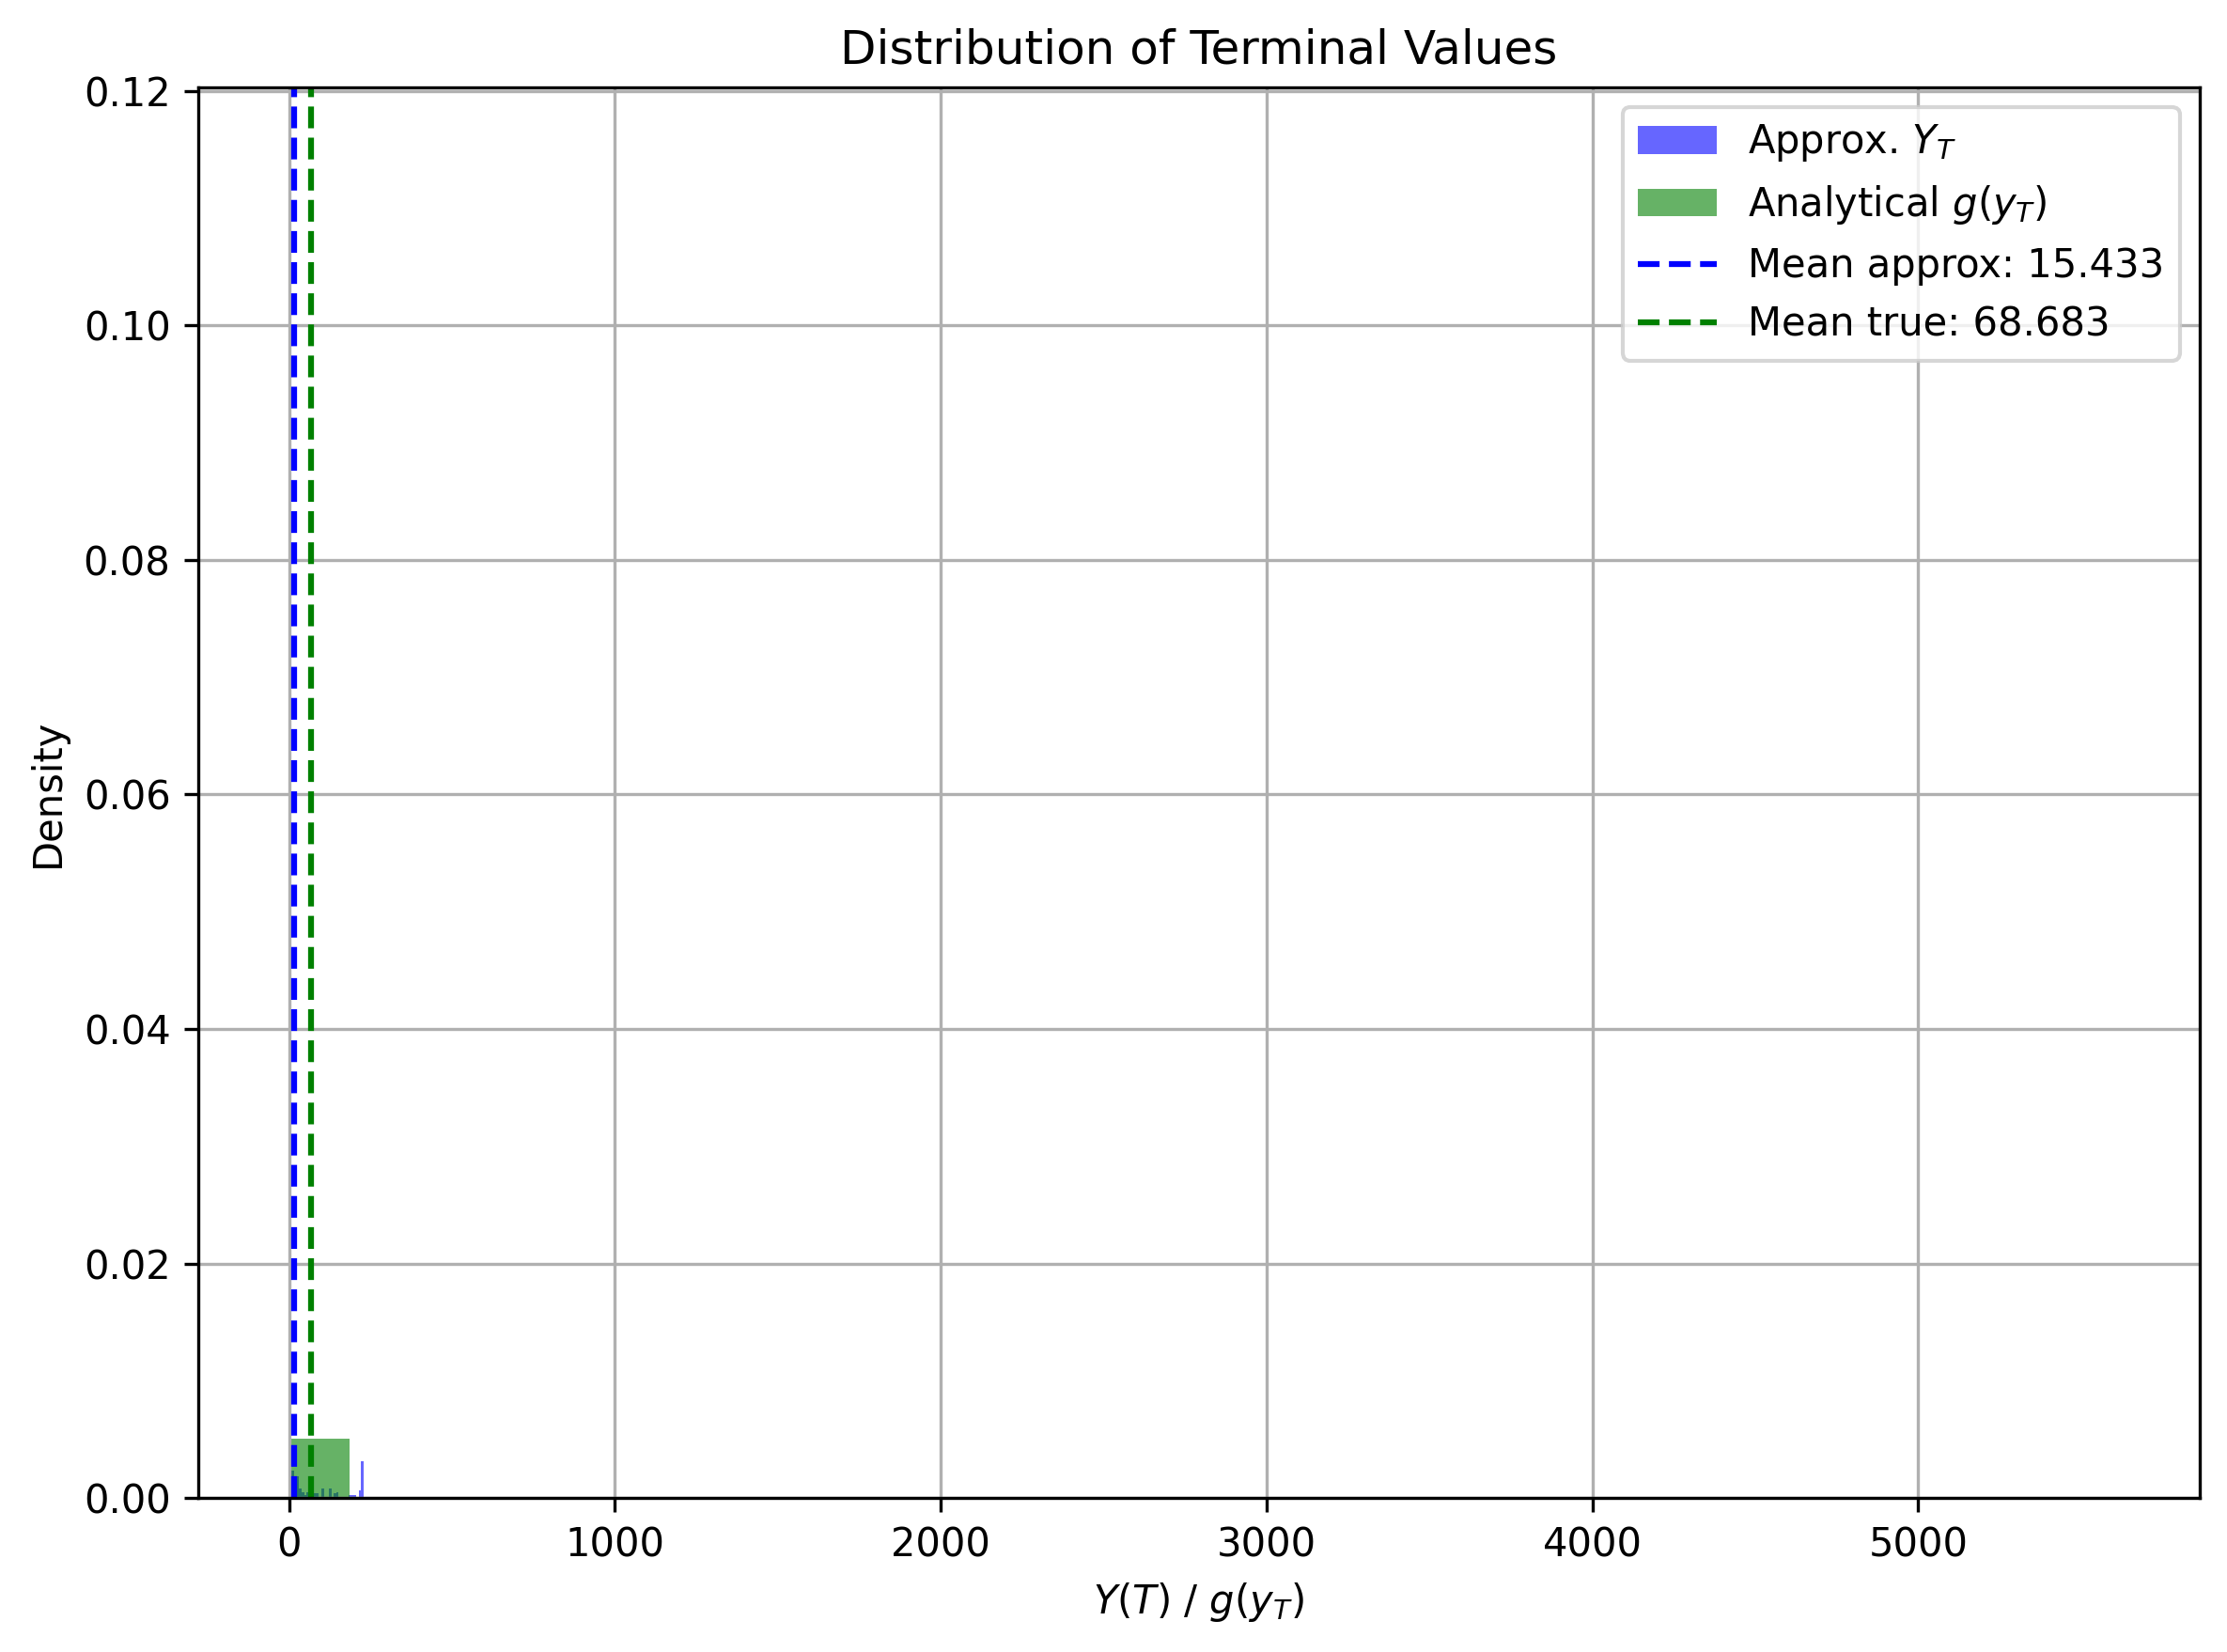 Distribution of Terminal Values
0.12
0.10
0.08
0.06
0.04
0.02
0.00
Density
Approx. $Y_T$
Analytical $g(y_T)$
Mean approx: 15.433
Mean true: 68.683
0 1000 2000 3000 4000 5000
$Y(T)$ / $g(y_T)$